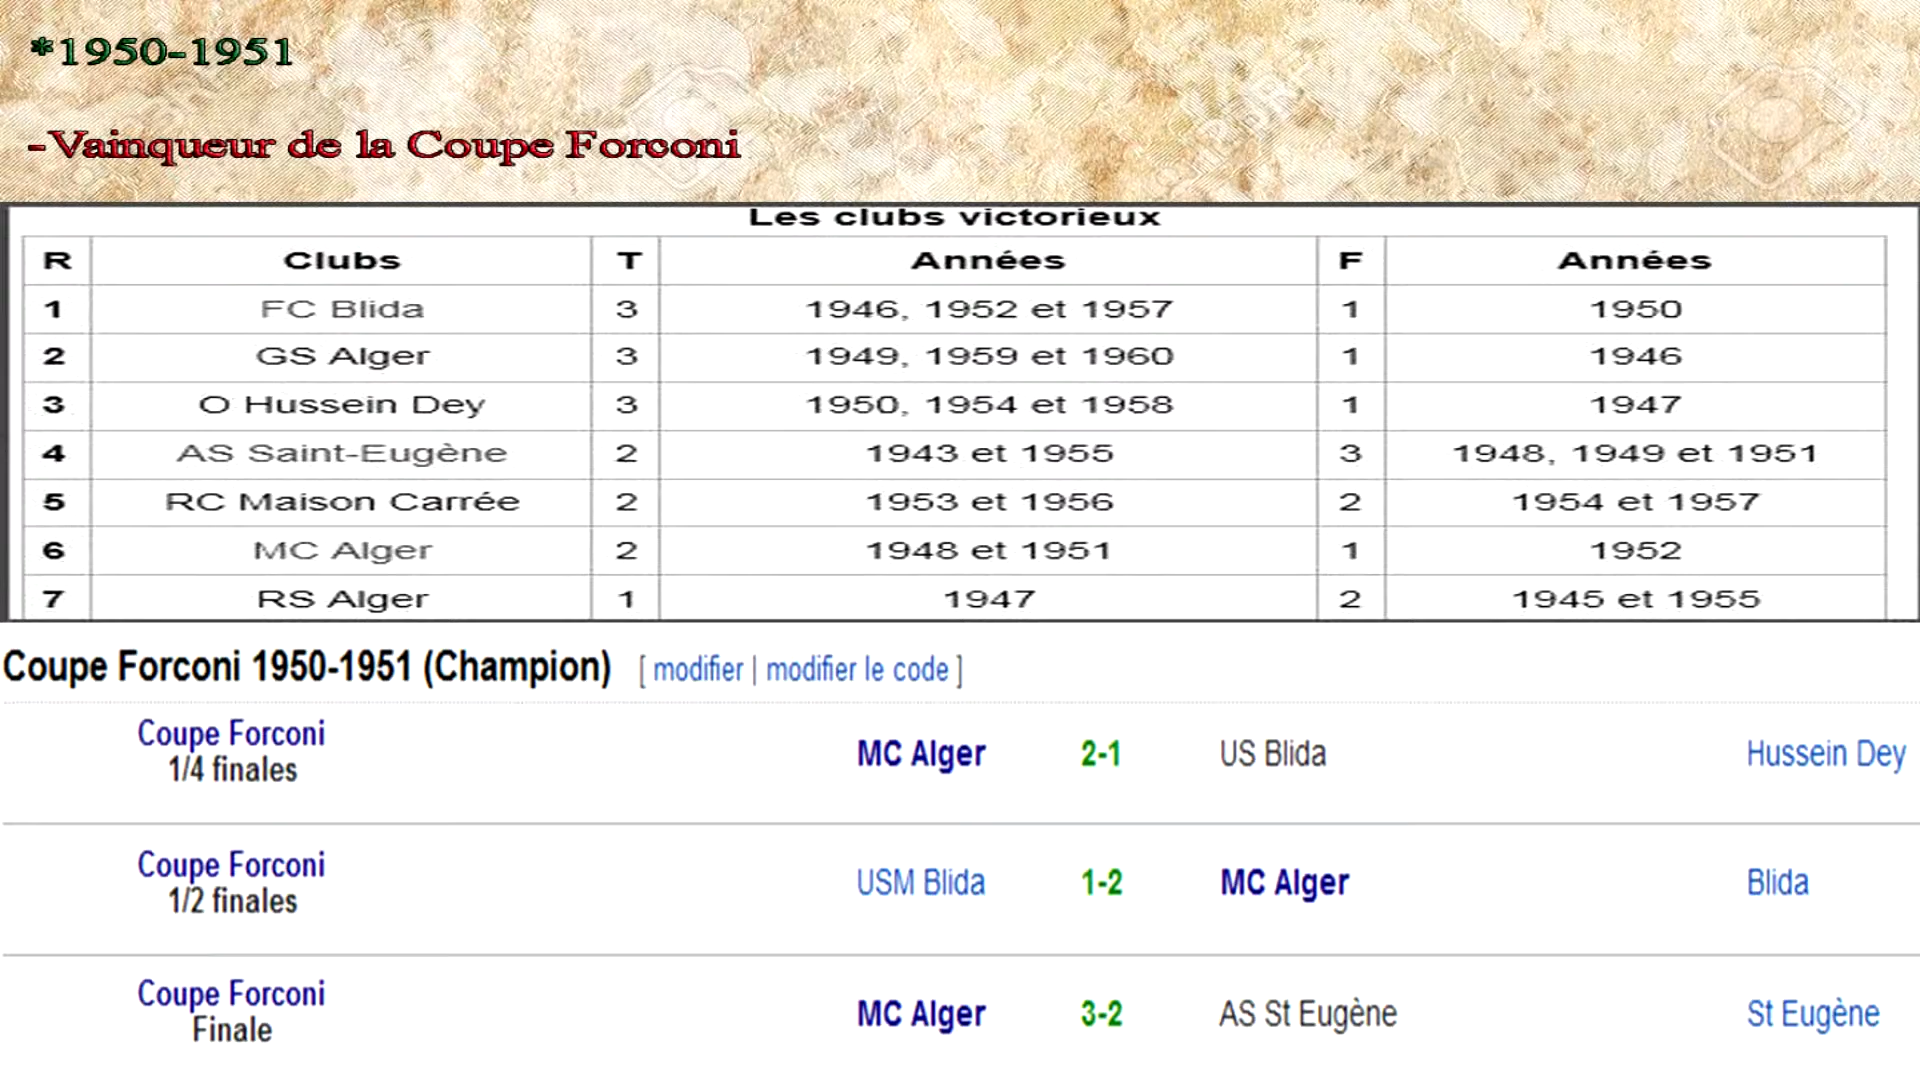 *1950-1951
-Vainqueur de la Coupe Forconi
Les clubs victorieux
R Clubs T Années F Années
1 FC Blida 3 1946, 1952 et 1957 1 1950
2 GS Alger 3 1949, 1959 et 1960 1 1946
3 O Hussein Dey 3 1950, 1954 et 1958 1 1947
4 AS Saint-Eugène 2 1943 et 1955 3 1948, 1949 et 1951
5 RC Maison Carrée 2 1953 et 1956 2 1954 et 1957
6 MC Alger 2 1948 et 1951 1 1952
7 RS Alger 1 1947 2 1945 et 1955
Coupe Forconi 1950-1951 (Champion) [ modifier | modifier le code ]
Coupe Forconi
1/4 finales
MC Alger 2-1 US Blida Hussein Dey
Coupe Forconi
1/2 finales
USM Blida 1-2 MC Alger Blida
Coupe Forconi
Finale
MC Alger 3-2 AS St Eugène St Eugène